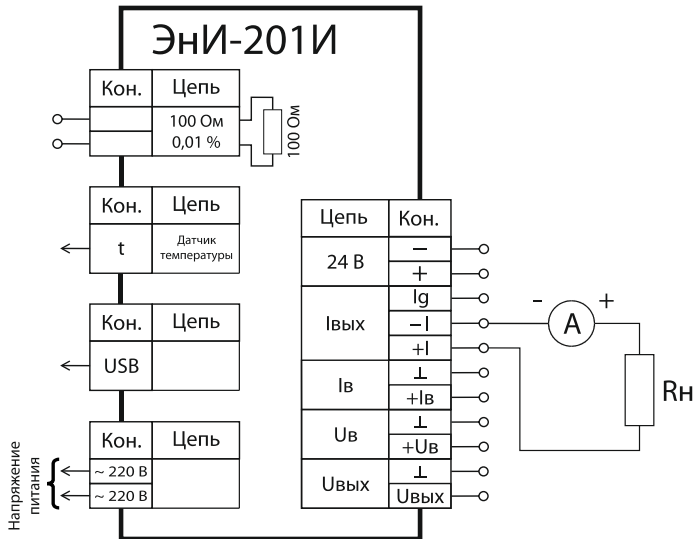 ЭнИ-201И
Кон. Цепь
100 Ом
0,01 %
100 Ом
Кон. Цепь
t Датчик температуры
Кон. Цепь
USB
Кон. Цепь
~ 220 В
~ 220 В
Напряжение
питания
Цепь Кон.
24 В
−
+
Iвых
Ig
−I
+I
Iв
⊥
+Iв
Uв
⊥
+Uв
Uвых
⊥
Uвых
- A +
Rн